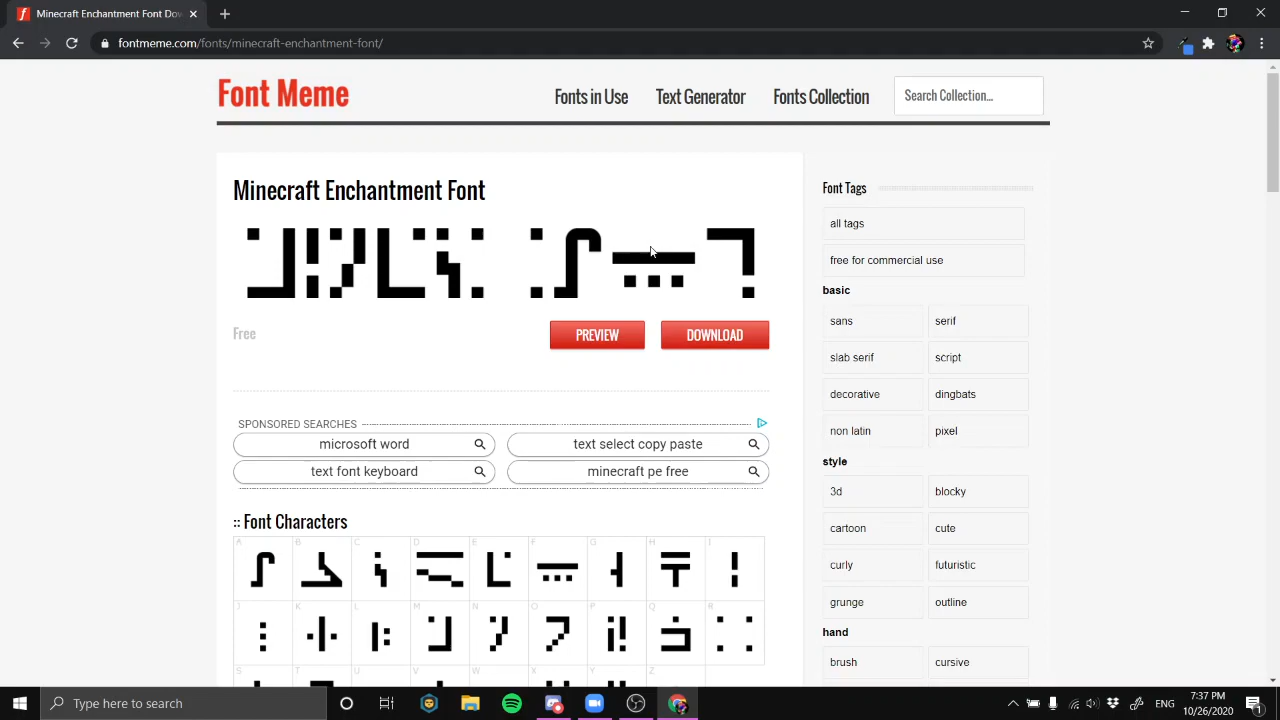 Minecraft Enchantment Font Dov
fontmeme.com/fonts/minecraft-enchantment-font/
Font Meme
Fonts in Use Text Generator Fonts Collection Search Collection...
Minecraft Enchantment Font
Free PREVIEW DOWNLOAD
SPONSORED SEARCHES
microsoft word text select copy paste
text font keyboard minecraft pe free
:: Font Characters
A B C D E F G H I
J K L M N O P Q R
S T U V W X Y Z
Font Tags
all tags
free for commercial use
basic
sans serif
slab serif script
decorative dingbats
non latin pixel
style
3d blocky
cartoon cute
curly futuristic
grunge outline
hand
brush cursive
Type here to search
7:37 PM
10/26/2020
1